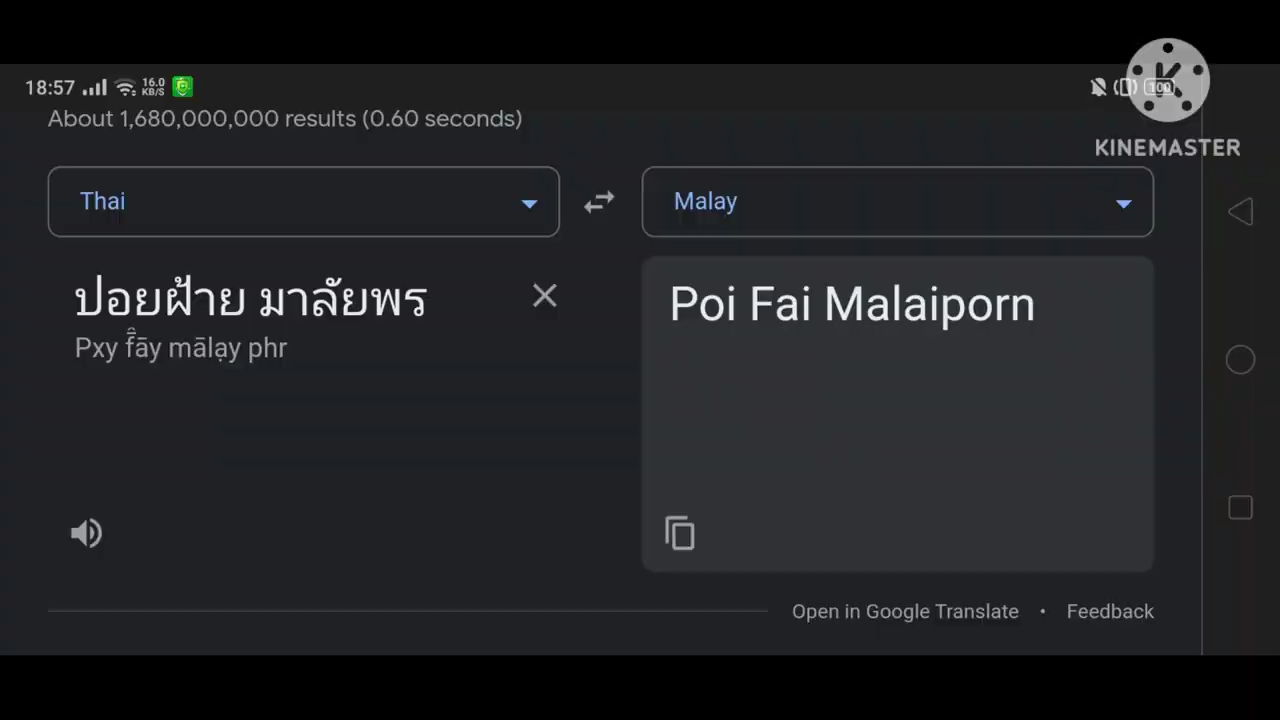 18:57 16.0 KB/S 100
About 1,680,000,000 results (0.60 seconds)
KINEMASTER
Thai Malay
ปอยฝ้าย มาลัยพร Poi Fai Malaiporn
Pxy f̄̂āy mālạy phr
Open in Google Translate • Feedback